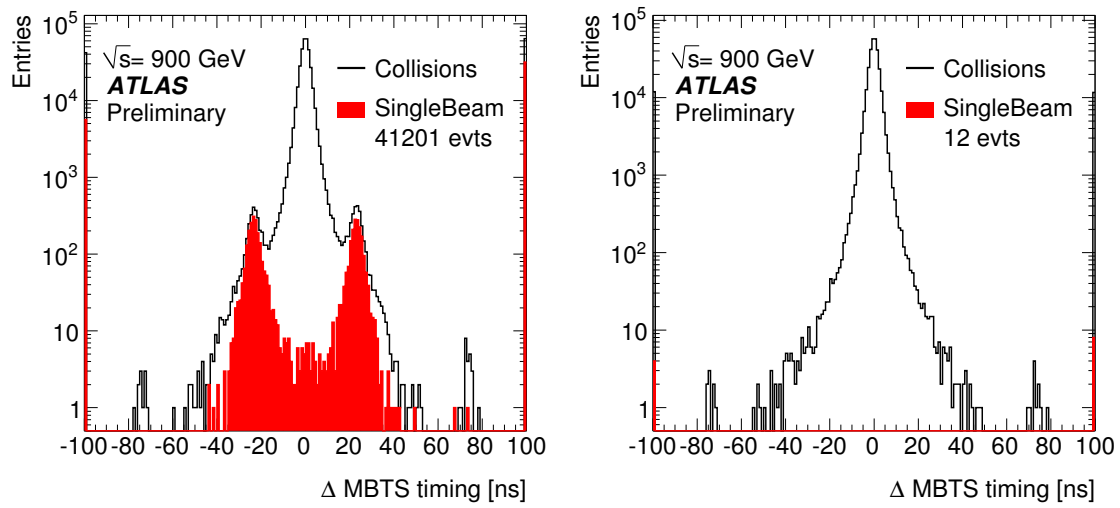 Entries
10^5
10^4
10^3
10^2
10
1
√s= 900 GeV
ATLAS
Preliminary
Collisions
SingleBeam
41201 evts
-100 -80 -60 -40 -20 0 20 40 60 80 100
Δ MBTS timing [ns]
Entries
10^5
10^4
10^3
10^2
10
1
√s= 900 GeV
ATLAS
Preliminary
Collisions
SingleBeam
12 evts
-100 -80 -60 -40 -20 0 20 40 60 80 100
Δ MBTS timing [ns]